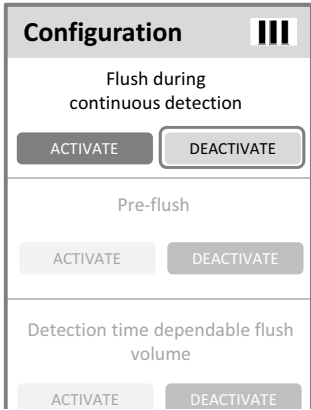 Configuration
Flush during
continuous detection
ACTIVATE DEACTIVATE
Pre-flush
ACTIVATE DEACTIVATE
Detection time dependable flush
volume
ACTIVATE DEACTIVATE